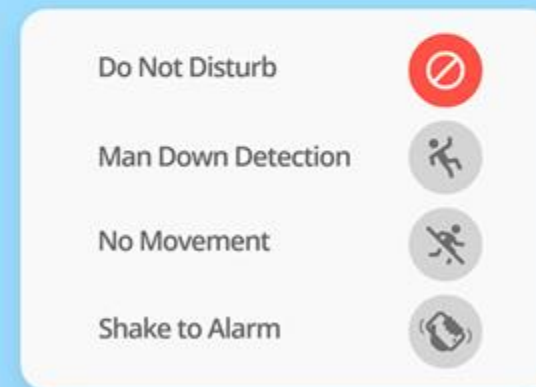 Do Not Disturb
Man Down Detection
No Movement
Shake to Alarm